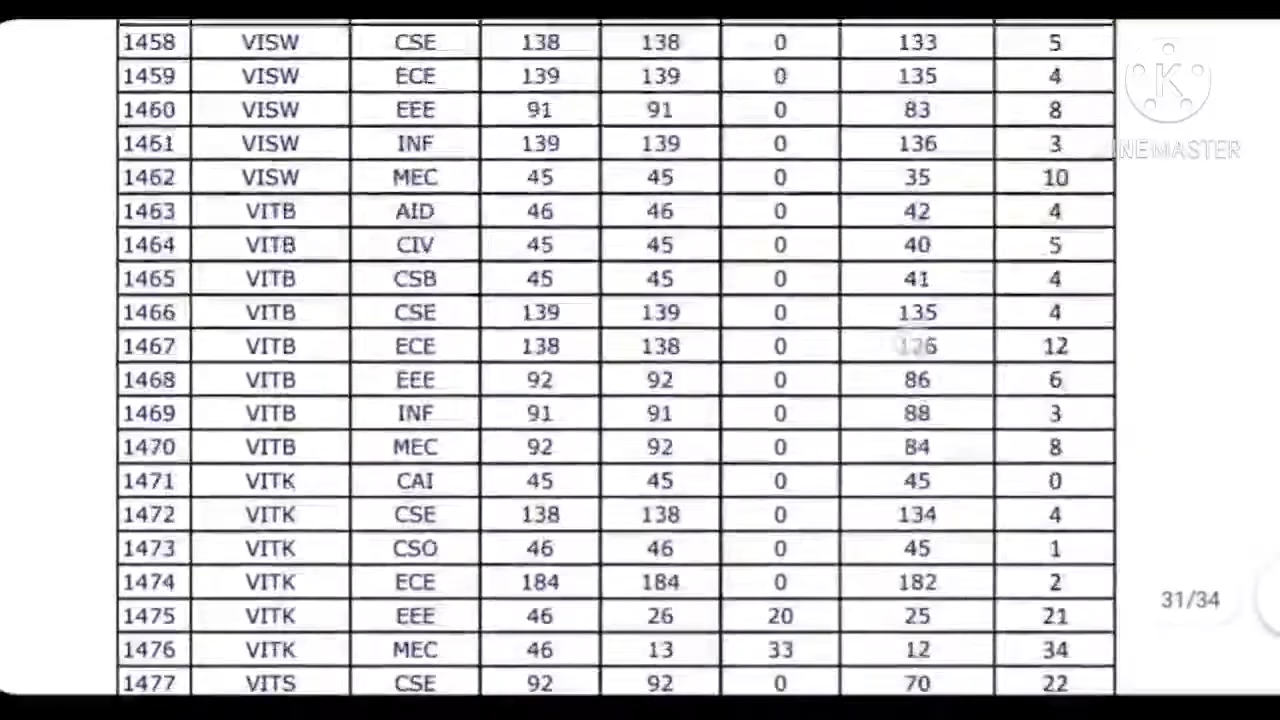 1458 VISW CSE 138 138 0 133 5
1459 VISW ECE 139 139 0 135 4
1460 VISW EEE 91 91 0 83 8
1461 VISW INF 139 139 0 136 3
1462 VISW MEC 45 45 0 35 10
1463 VITB AID 46 46 0 42 4
1464 VITB CIV 45 45 0 40 5
1465 VITB CSB 45 45 0 41 4
1466 VITB CSE 139 139 0 135 4
1467 VITB ECE 138 138 0 126 12
1468 VITB EEE 92 92 0 86 6
1469 VITB INF 91 91 0 88 3
1470 VITB MEC 92 92 0 84 8
1471 VITK CAI 45 45 0 45 0
1472 VITK CSE 138 138 0 134 4
1473 VITK CSO 46 46 0 45 1
1474 VITK ECE 184 184 0 182 2
1475 VITK EEE 46 26 20 25 21
1476 VITK MEC 46 13 33 12 34
1477 VITS CSE 92 92 0 70 22
K
INEMASTER
31/34